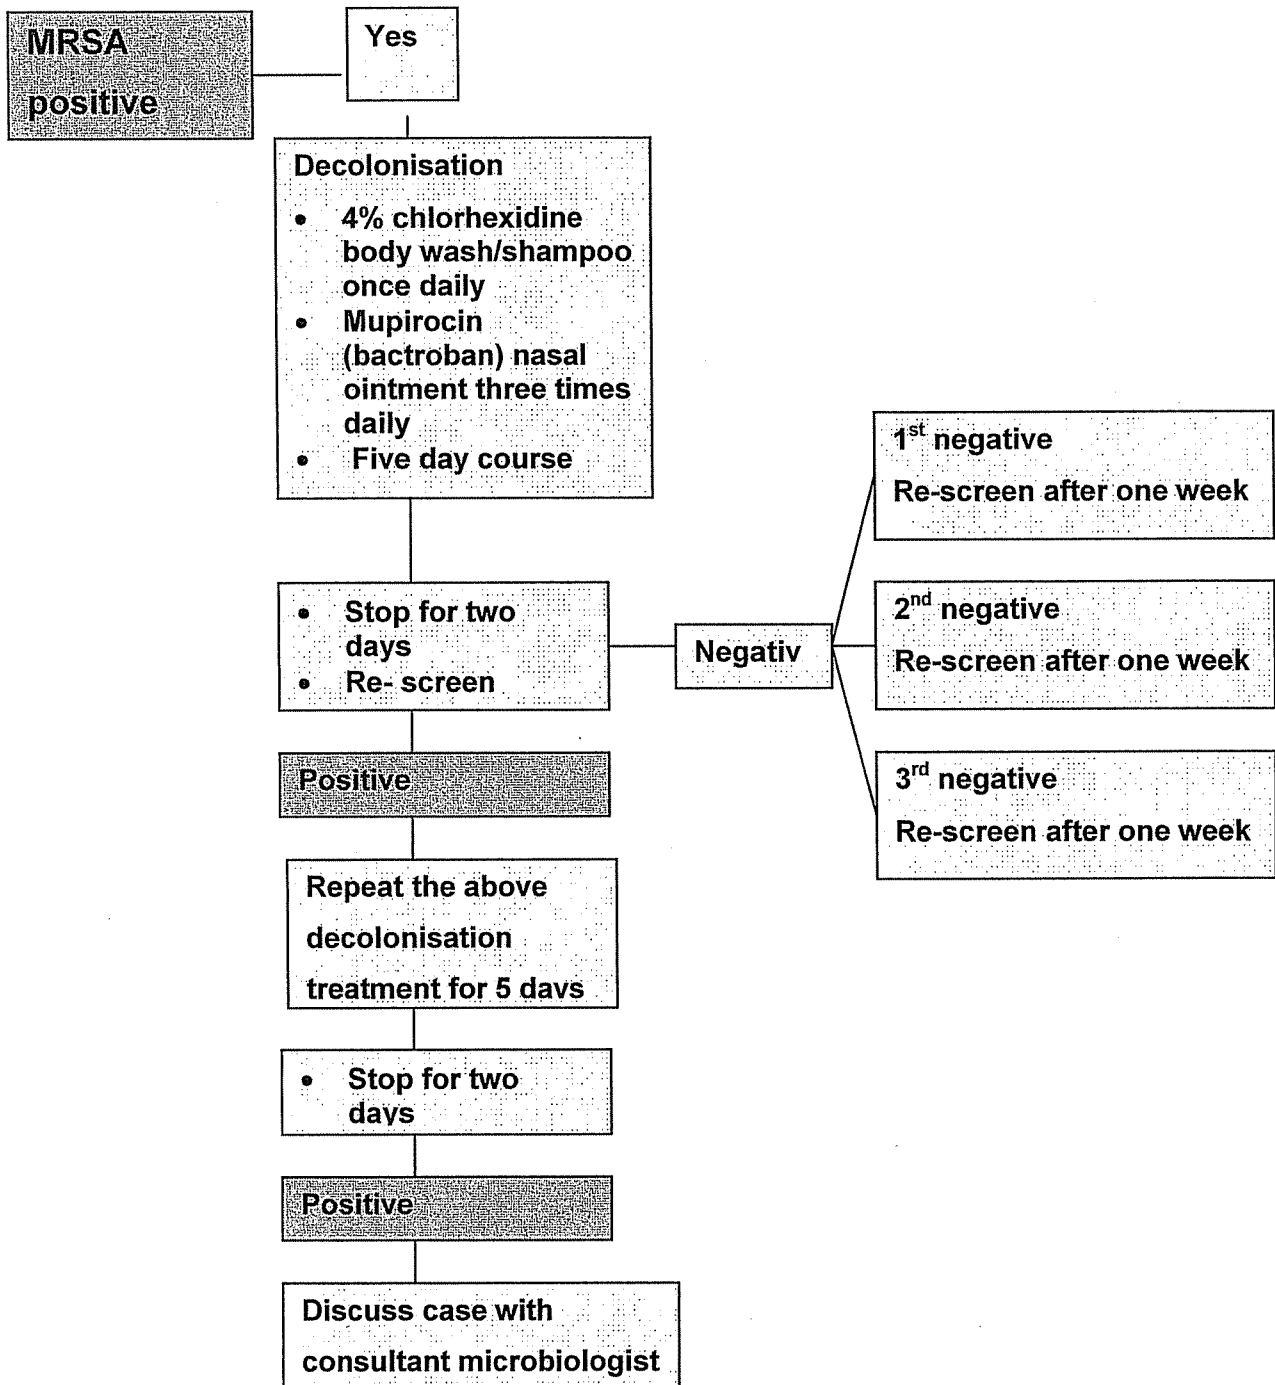 MRSA
positive
Yes
Decolonisation
• 4% chlorhexidine
body wash/shampoo
once daily
• Mupirocin
(bactroban) nasal
ointment three times
daily
• Five day course
• Stop for two
days
• Re- screen
Negativ
1st negative
Re-screen after one week
2nd negative
Re-screen after one week
3rd negative
Re-screen after one week
Positive
Repeat the above
decolonisation
treatment for 5 days
• Stop for two
days
Positive
Discuss case with
consultant microbiologist